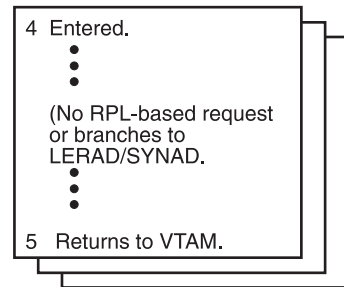 4 Entered.
•
•
•
(No RPL-based request
or branches to
LERAD/SYNAD.
•
•
•
5 Returns to VTAM.